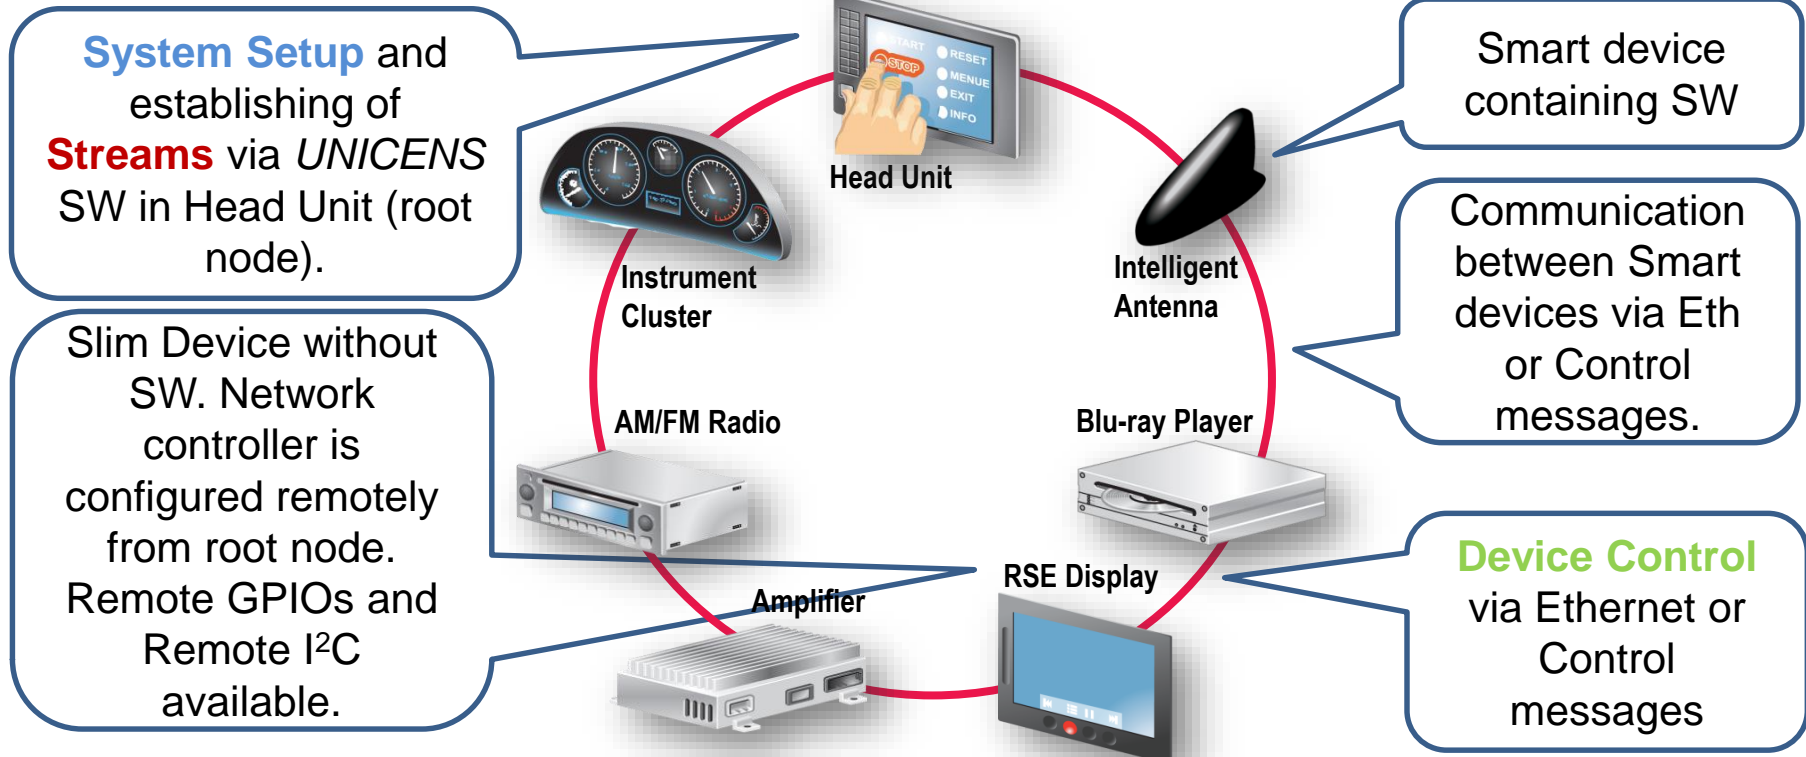 System Setup and
establishing of
Streams via UNICENS
SW in Head Unit (root
node).
START
STOP
RESET
MENUE
EXIT
INFO
Head Unit
Smart device
containing SW
Instrument
Cluster
Intelligent
Antenna
Communication
between Smart
devices via Eth
or Control
messages.
Slim Device without
SW. Network
controller is
configured remotely
from root node.
Remote GPIOs and
Remote I²C
available.
AM/FM Radio
Blu-ray Player
Amplifier
RSE Display
Device Control
via Ethernet or
Control
messages